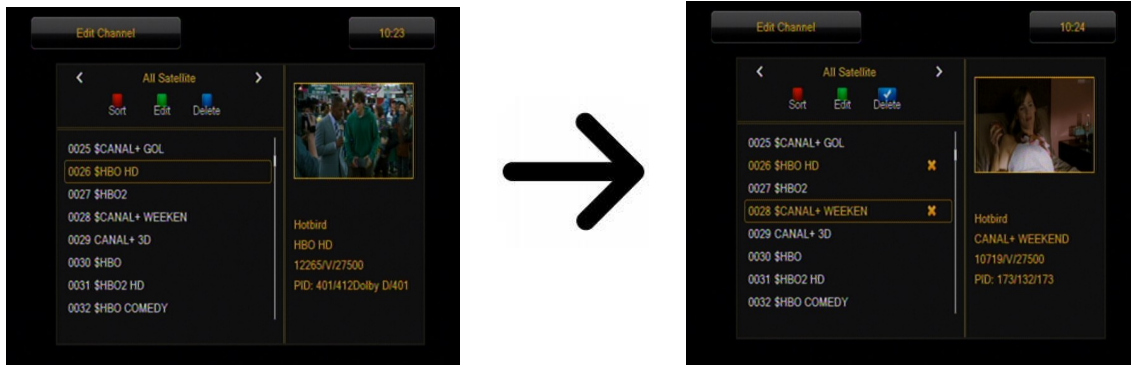 Edit Channel
10:23
All Satellite
Sort Edit Delete
0025 $CANAL+ GOL
0026 $HBO HD
0027 $HBO2
0028 $CANAL+ WEEKEN
0029 CANAL+ 3D
0030 $HBO
0031 $HBO2 HD
0032 $HBO COMEDY
Hotbird
HBO HD
12265/V/27500
PID: 401/412Dolby D/401
Edit Channel
10:24
All Satellite
Sort Edit Delete
0025 $CANAL+ GOL
0026 $HBO HD
0027 $HBO2
0028 $CANAL+ WEEKEN
0029 CANAL+ 3D
0030 $HBO
0031 $HBO2 HD
0032 $HBO COMEDY
Hotbird
CANAL+ WEEKEND
10719/V/27500
PID: 173/132/173